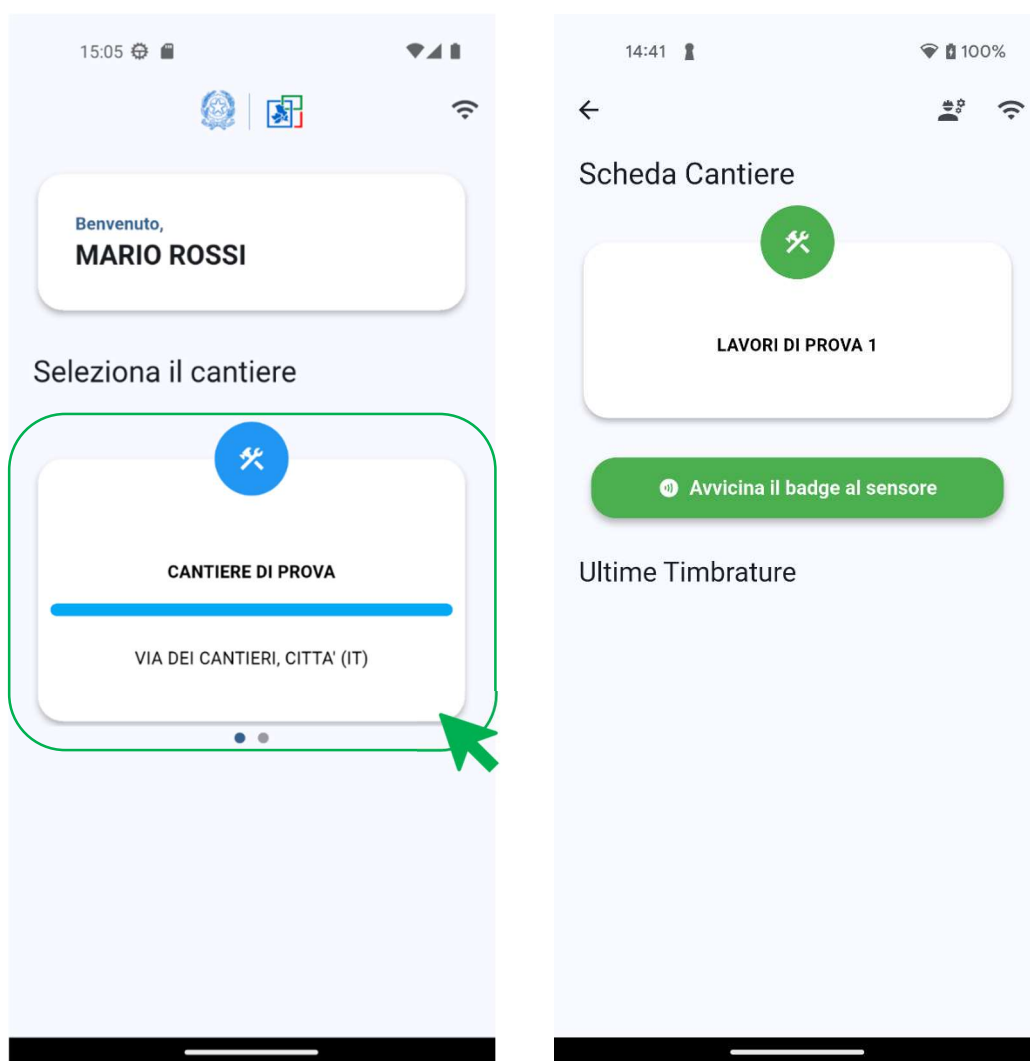 15:05
Benvenuto,
MARIO ROSSI
Seleziona il cantiere
CANTIERE DI PROVA
VIA DEI CANTIERI, CITTA' (IT)
14:41
100%
Scheda Cantiere
LAVORI DI PROVA 1
Avvicina il badge al sensore
Ultime Timbrature